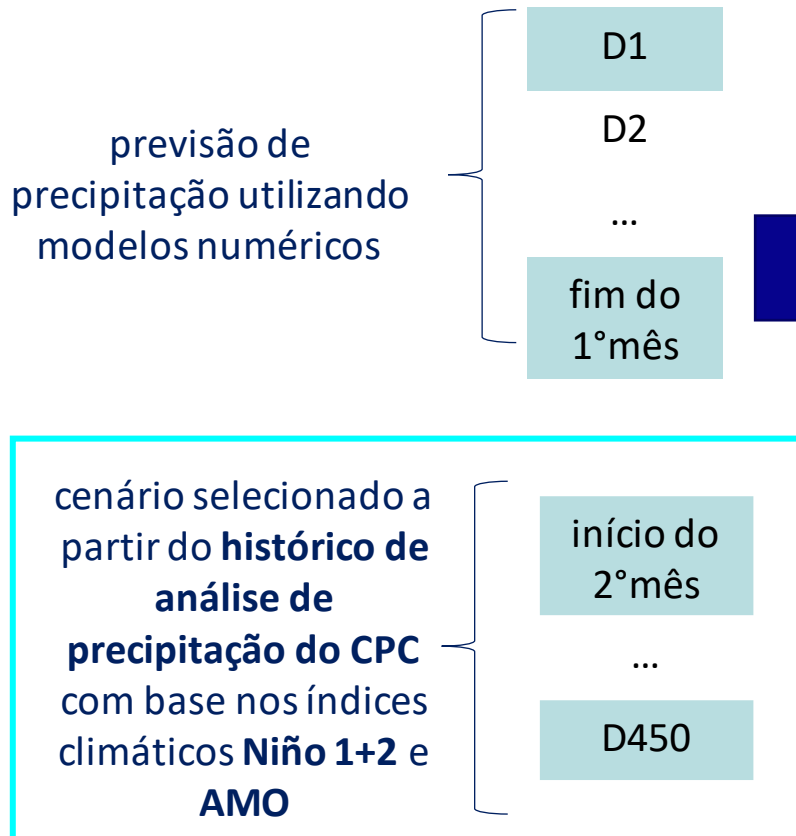 previsão de
precipitação utilizando
modelos numéricos
D1
D2
...
fim do
1°mês
cenário selecionado a
partir do histórico de
análise de
precipitação do CPC
com base nos índices
climáticos Niño 1+2 e
AMO
início do
2°mês
...
D450